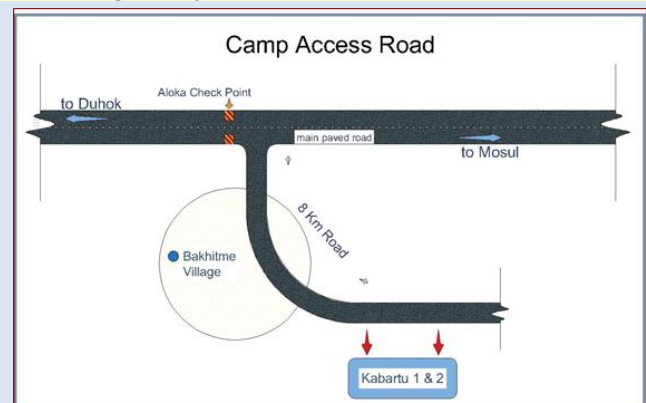 Camp Access Road
Aloka Check Point
to Duhok
main paved road
to Mosul
8 Km Road
Bakhitme
Village
Kabartu 1 & 2